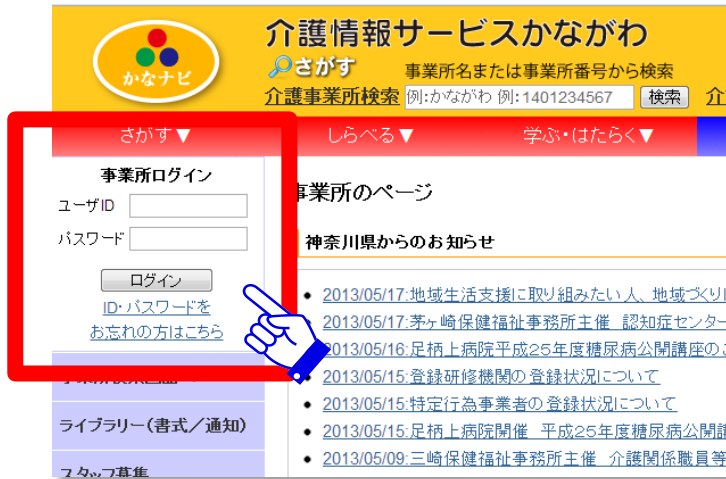 かなナビ
介護情報サービスかながわ
さがす 事業所名または事業所番号から検索
介護事業所検索 例:かながわ 例:1401234567 検索 介
さがす▼ しらべる▼ 学ぶ・はたらく▼
事業所ログイン
ユーザID
パスワード
ログイン
ID・パスワードを
お忘れの方はこちら
ライブラリー(書式/通知)
スタッフ募集
事業所のページ
神奈川県からのお知らせ
2013/05/17:地域生活支援に取り組みたい人、地域づくり
2013/05/17:茅ヶ崎保健福祉事務所主催 認知症センター
2013/05/16:足柄上病院平成25年度糖尿病公開講座の
2013/05/15:登録研修機関の登録状況について
2013/05/15:特定行為事業者の登録状況について
2013/05/15:足柄上病院開催 平成25年度糖尿病公開
2013/05/09:三崎保健福祉事務所主催 介護関係職員等